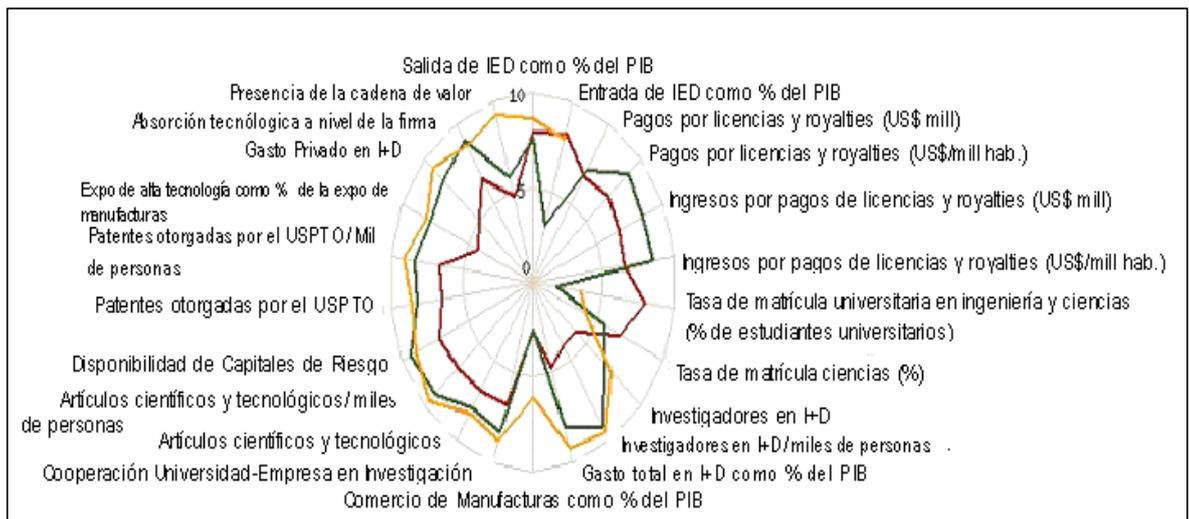 Salida de IED como % del PIB
Presencia de la cadena de valor
10
Entrada de IED como % del PIB
Absorción tecnólogica a nivel de la firma
Pagos por licencias y royalties (US$ mill)
Gasto Privado en I+D
Pagos por licencias y royalties (US$/mill hab.)
5
Expo de alta tecnología como % de la expo de
manufacturas
Ingresos por pagos de licencias y royalties (US$ mill)
Patentes otorgadas por el USPTO/Mil
de personas
0
Ingresos por pagos de licencias y royalties (US$/mill hab.)
Patentes otorgadas por el USPTO
Tasa de matrícula universitaria en ingeniería y ciencias
(% de estudiantes universitarios)
Disponibilidad de Capitales de Riesgo
Tasa de matrícula ciencias (%)
Artículos científicos y tecnológicos/miles
de personas
Investigadores en I+D
Artículos científicos y tecnológicos
Investigadores en I+D/miles de personas
Cooperación Universidad-Empresa en Investigación
Gasto total en I+D como % del PIB
Comercio de Manufacturas como % del PIB